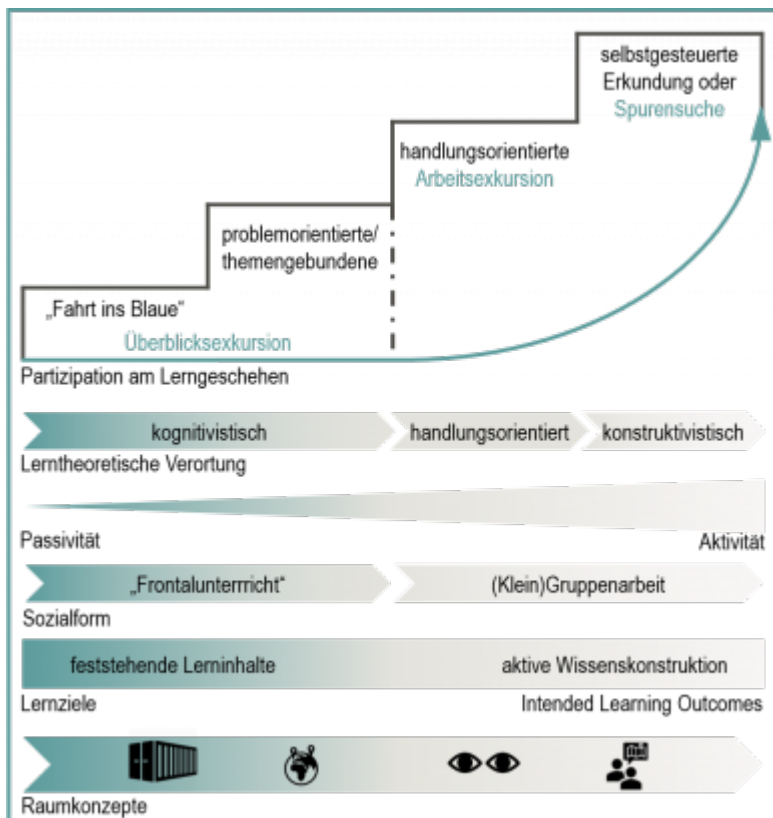 selbstgesteuerte
Erkundung oder
Spurensuche
handlungsorientierte
Arbeitsexkursion
problemorientierte/
themengebundene
„Fahrt ins Blaue“
Überblicksexkursion
Partizipation am Lerngeschehen
kognitivistisch
handlungsorientiert
konstruktivistisch
Lerntheoretische Verortung
Passivität
Aktivität
„Frontalunterrricht“
(Klein)Gruppenarbeit
Sozialform
feststehende Lerninhalte
aktive Wissenskonstruktion
Lernziele
Intended Learning Outcomes
Raumkonzepte